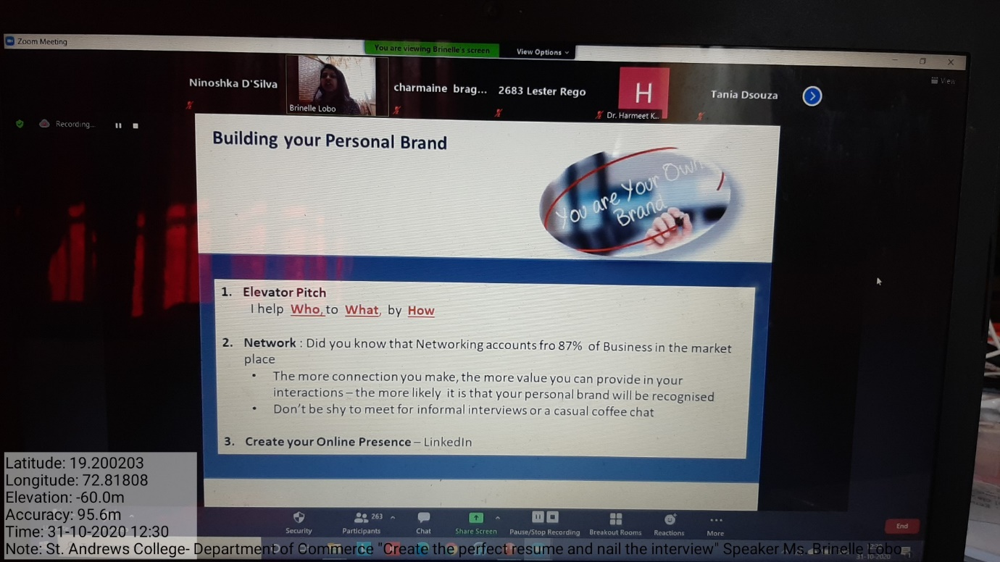 Zoom Meeting
You are viewing Brinelle's screen
View Options
View
Ninoshka D'Silva
Brinelle Lobo
charmaine brag...
2683 Lester Rego
H
Dr. Harmeet K...
Tania Dsouza
Recording...
Building your Personal Brand
You are Your Own
Brand
1. Elevator Pitch
I help Who, to What, by How
2. Network : Did you know that Networking accounts fro 87% of Business in the market
place
• The more connection you make, the more value you can provide in your
interactions – the more likely it is that your personal brand will be recognised
• Don't be shy to meet for informal interviews or a casual coffee chat
3. Create your Online Presence – LinkedIn
Security
Participants
263
Chat
Share Screen
Pause/Stop Recording
Breakout Rooms
Reactions
More
End
Latitude: 19.200203
Longitude: 72.81808
Elevation: -60.0m
Accuracy: 95.6m
Time: 31-10-2020 12:30
Note: St. Andrews College- Department of Commerce "Create the perfect resume and nail the interview" Speaker Ms. Brinelle Lobo
31-10-2020